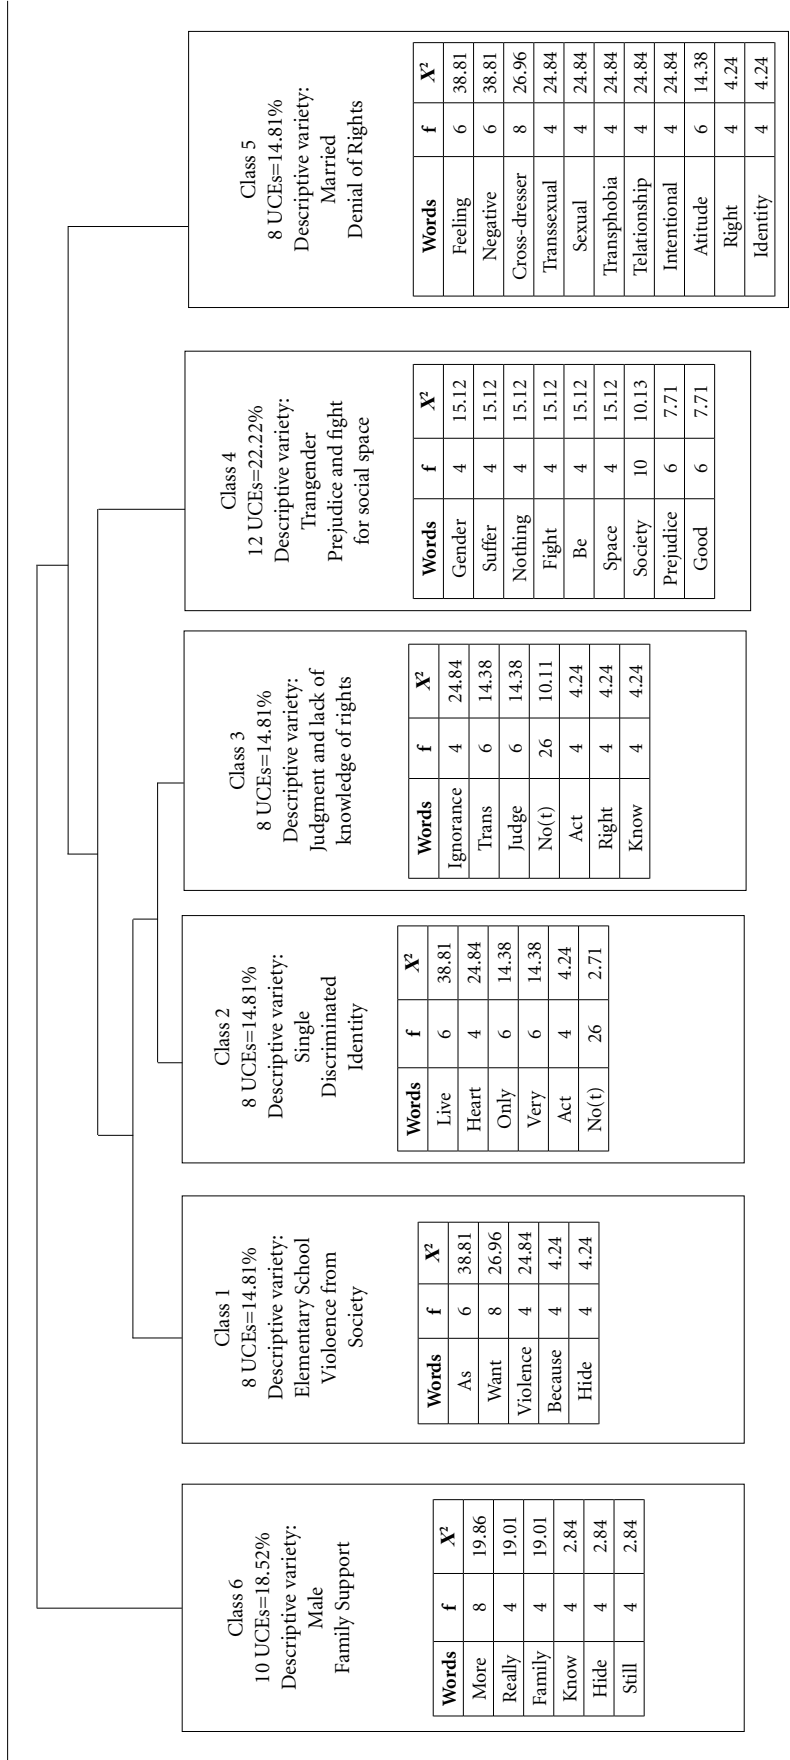 Class 6
10 UCEs=18.52%
Descriptive variety:
Male
Family Support
Words f X²
More 8 19.86
Really 4 19.01
Family 4 19.01
Know 4 2.84
Hide 4 2.84
Still 4 2.84
Class 1
8 UCEs=14.81%
Descriptive variety:
Elementary School
Violoence from
Society
Words f X²
As 6 38.81
Want 8 26.96
Violence 4 24.84
Because 4 4.24
Hide 4 4.24
Class 2
8 UCEs=14.81%
Descriptive variety:
Single
Discriminated
Identity
Words f X²
Live 6 38.81
Heart 4 24.84
Only 6 14.38
Very 6 14.38
Act 4 4.24
No(t) 26 2.71
Class 3
8 UCEs=14.81%
Descriptive variety:
Judgment and lack of
knowledge of rights
Words f X²
Ignorance 4 24.84
Trans 6 14.38
Judge 6 14.38
No(t) 26 10.11
Act 4 4.24
Right 4 4.24
Know 4 4.24
Class 4
12 UCEs=22.22%
Descriptive variety:
Trangender
Prejudice and fight
for social space
Words f X²
Gender 4 15.12
Suffer 4 15.12
Nothing 4 15.12
Fight 4 15.12
Be 4 15.12
Space 4 15.12
Society 10 10.13
Prejudice 6 7.71
Good 6 7.71
Class 5
8 UCEs=14.81%
Descriptive variety:
Married
Denial of Rights
Words f X²
Feeling 6 38.81
Negative 6 38.81
Cross-dresser 8 26.96
Transsexual 4 24.84
Sexual 4 24.84
Transphobia 4 24.84
Telationship 4 24.84
Intentional 4 24.84
Atitude 6 14.38
Right 4 4.24
Identity 4 4.24